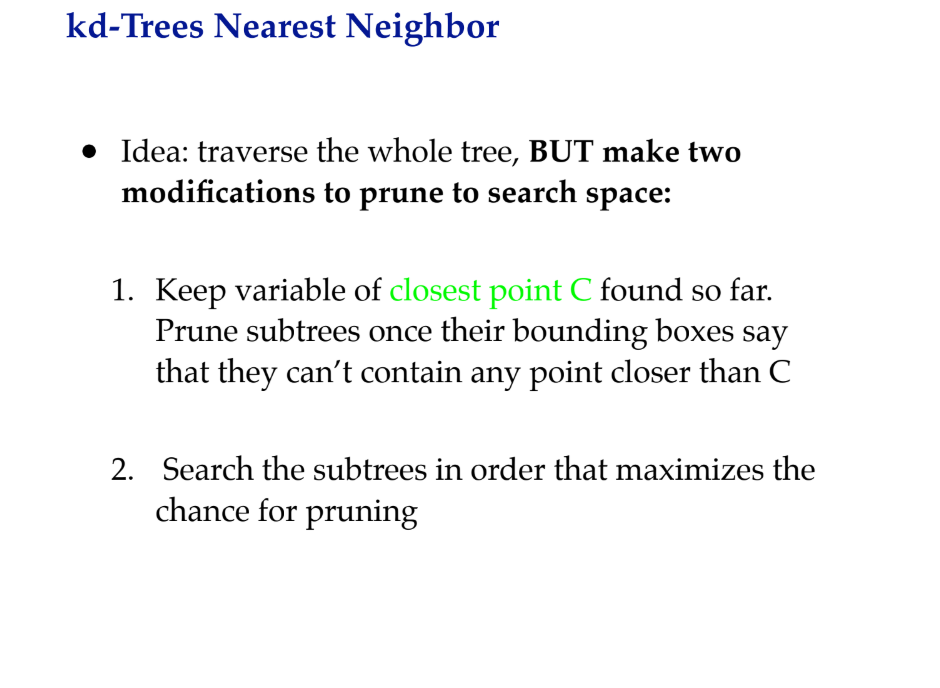 kd-Trees Nearest Neighbor
• Idea: traverse the whole tree, BUT make two
modifications to prune to search space:
1. Keep variable of closest point C found so far.
Prune subtrees once their bounding boxes say
that they can't contain any point closer than C
2. Search the subtrees in order that maximizes the
chance for pruning